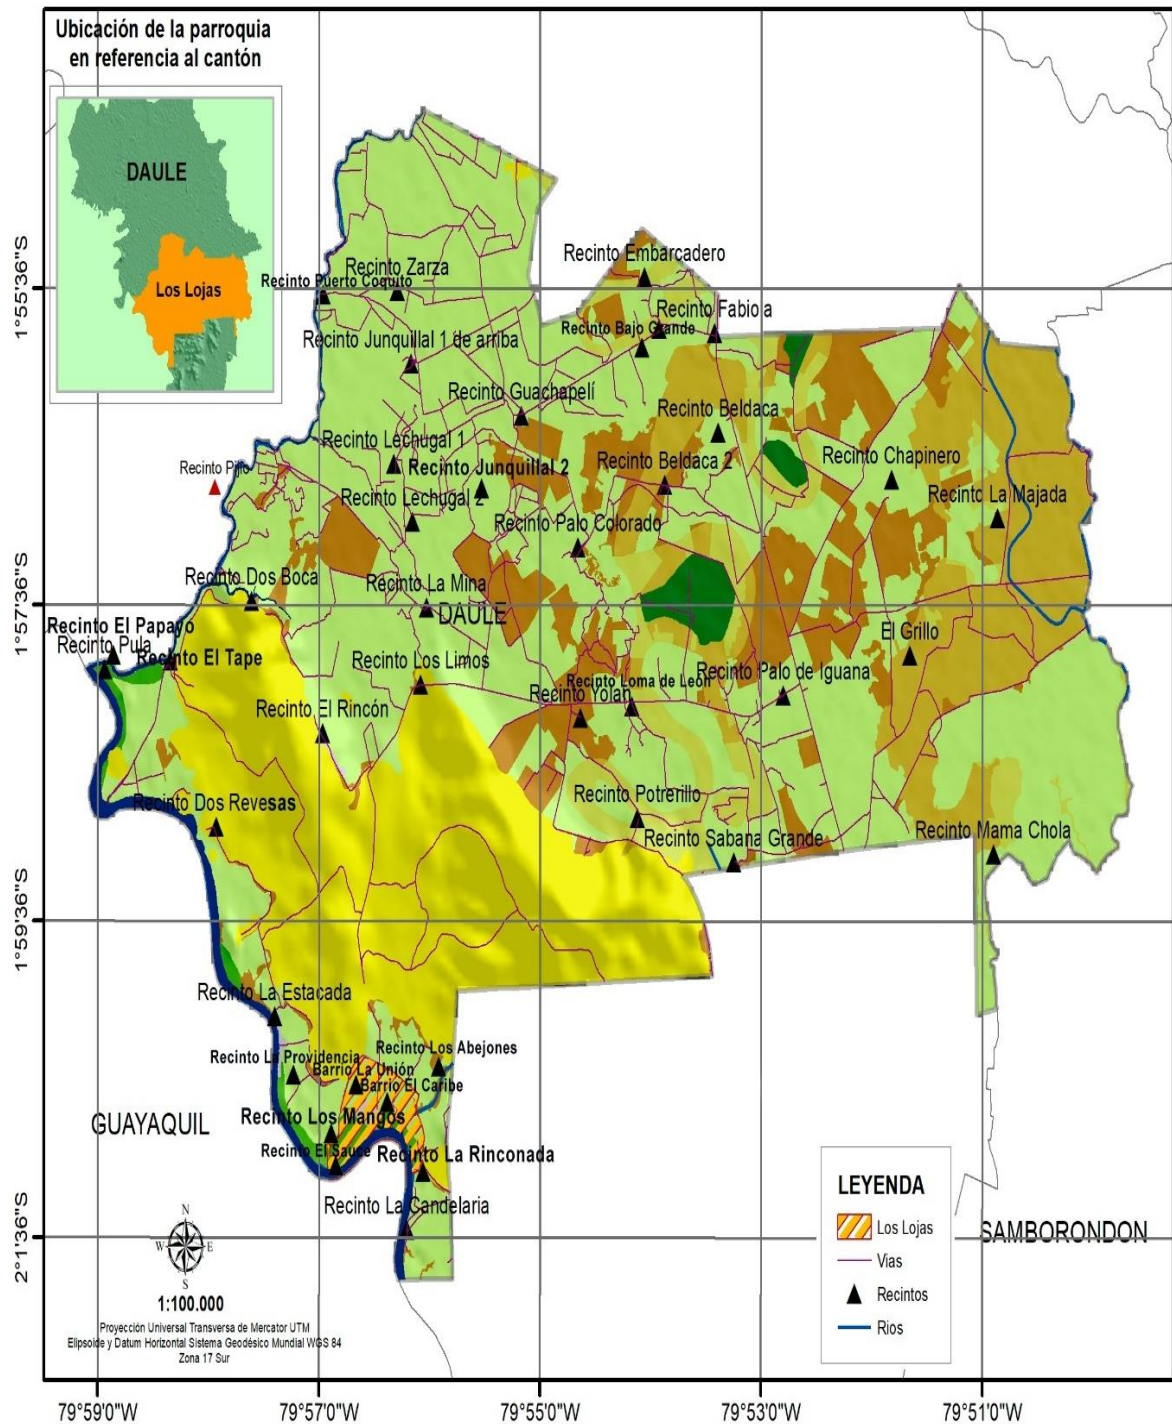 Ubicación de la parroquia
en referencia al cantón
DAULE
Los Lojas
1°55'36"S
1°57'36"S
1°59'36"S
2°1'36"S
Recinto Embarcadero
Recinto Zarza
Recinto Puerto Coquito
Recinto Fabiola
Recinto Bajo Grande
Recinto Junquillal 1 de arriba
Recinto Guachapelí
Recinto Beldaca
Recinto Lechugal 1
Recinto Junquillal 2
Recinto Beldaca 2
Recinto Chapinero
Recinto Pijio
Recinto Lechugal 2
Recinto La Majada
Recinto Palo Colorado
Recinto Dos Boca
Recinto La Mina
DAULE
Recinto El Papayo
Recinto Pula
Recinto El Tape
El Grillo
Recinto Los Limos
Recinto Palo de Iguana
Recinto Loma de León
Recinto Yolan
Recinto El Rincón
Recinto Dos Revesas
Recinto Potrerillo
Recinto Sabana Grande
Recinto Mama Chola
Recinto La Estacada
Recinto Los Abejones
Recinto La Providencia
Barrio La Unión
Barrio El Caribe
GUAYAQUIL
Recinto Los Mangos
Recinto El Sauce
Recinto La Rinconada
Recinto La Candelaria
SAMBORONDON
LEYENDA
Los Lojas
Vias
Recintos
Rios
N
W
E
S
1:100.000
Proyección Universal Transversa de Mercator UTM
Elipsoide y Datum Horizontal Sistema Geodésico Mundial WGS 84
Zona 17 Sur
79°59'0"W
79°57'0"W
79°55'0"W
79°53'0"W
79°51'0"W